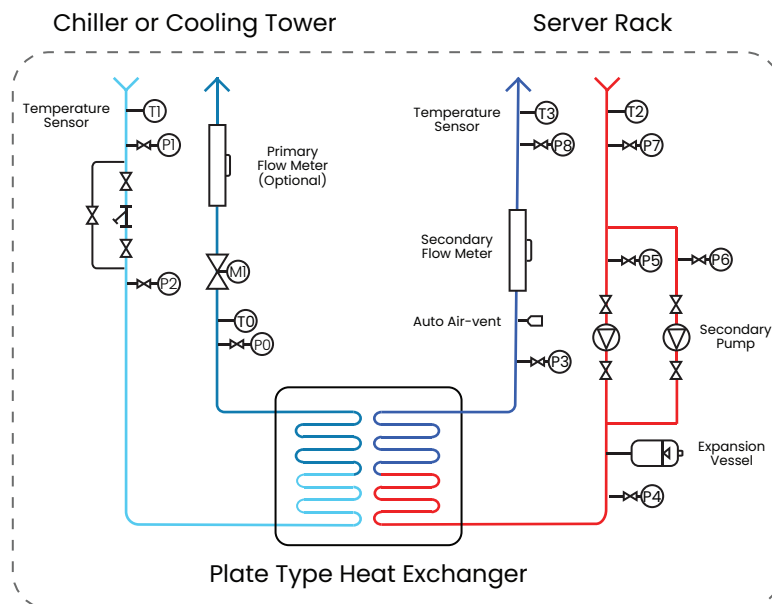 Chiller or Cooling Tower
Server Rack
Temperature
Sensor
T1
P1
P2
Primary
Flow Meter
(Optional)
M1
T0
P0
Temperature
Sensor
T3
P8
Secondary
Flow Meter
Auto Air-vent
P3
T2
P7
P5
P6
Secondary
Pump
Expansion
Vessel
P4
Plate Type Heat Exchanger